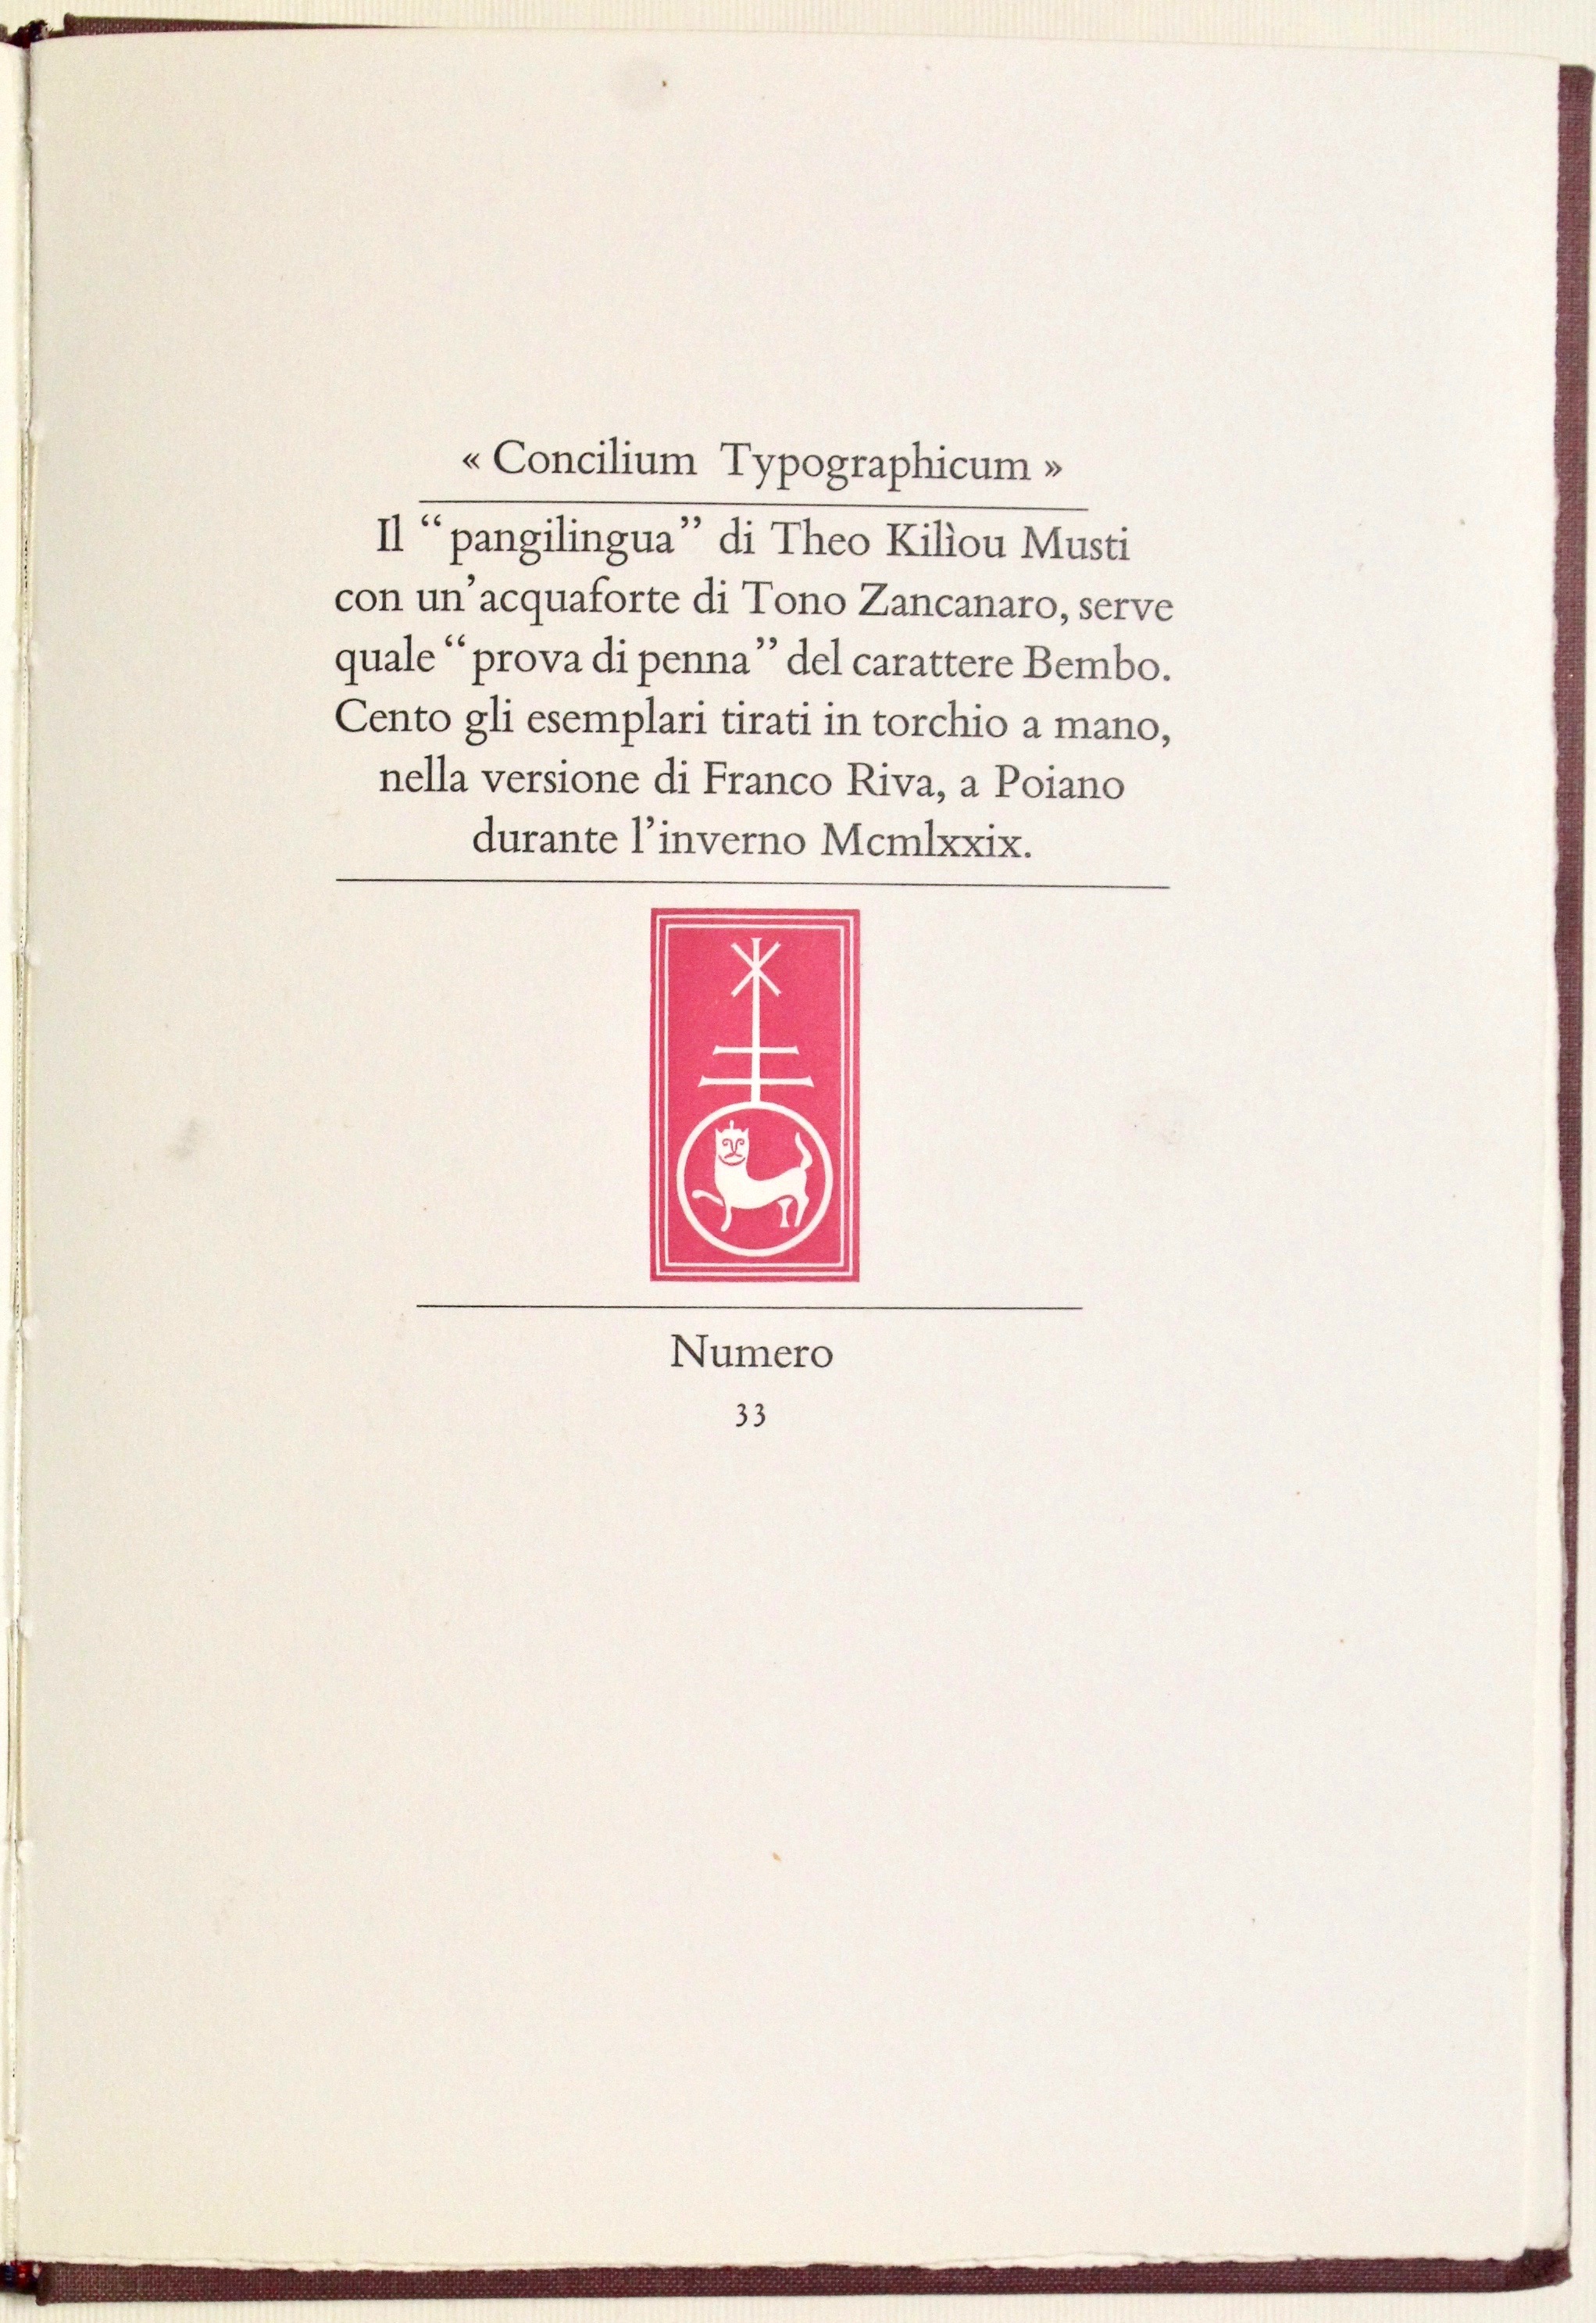 « Concilium Typographicum »
Il “pangilingua” di Theo Kilìou Musti
con un’acquaforte di Tono Zancanaro, serve
quale “prova di penna” del carattere Bembo.
Cento gli esemplari tirati in torchio a mano,
nella versione di Franco Riva, a Poiano
durante l’inverno Mcmlxxix.
Numero
33